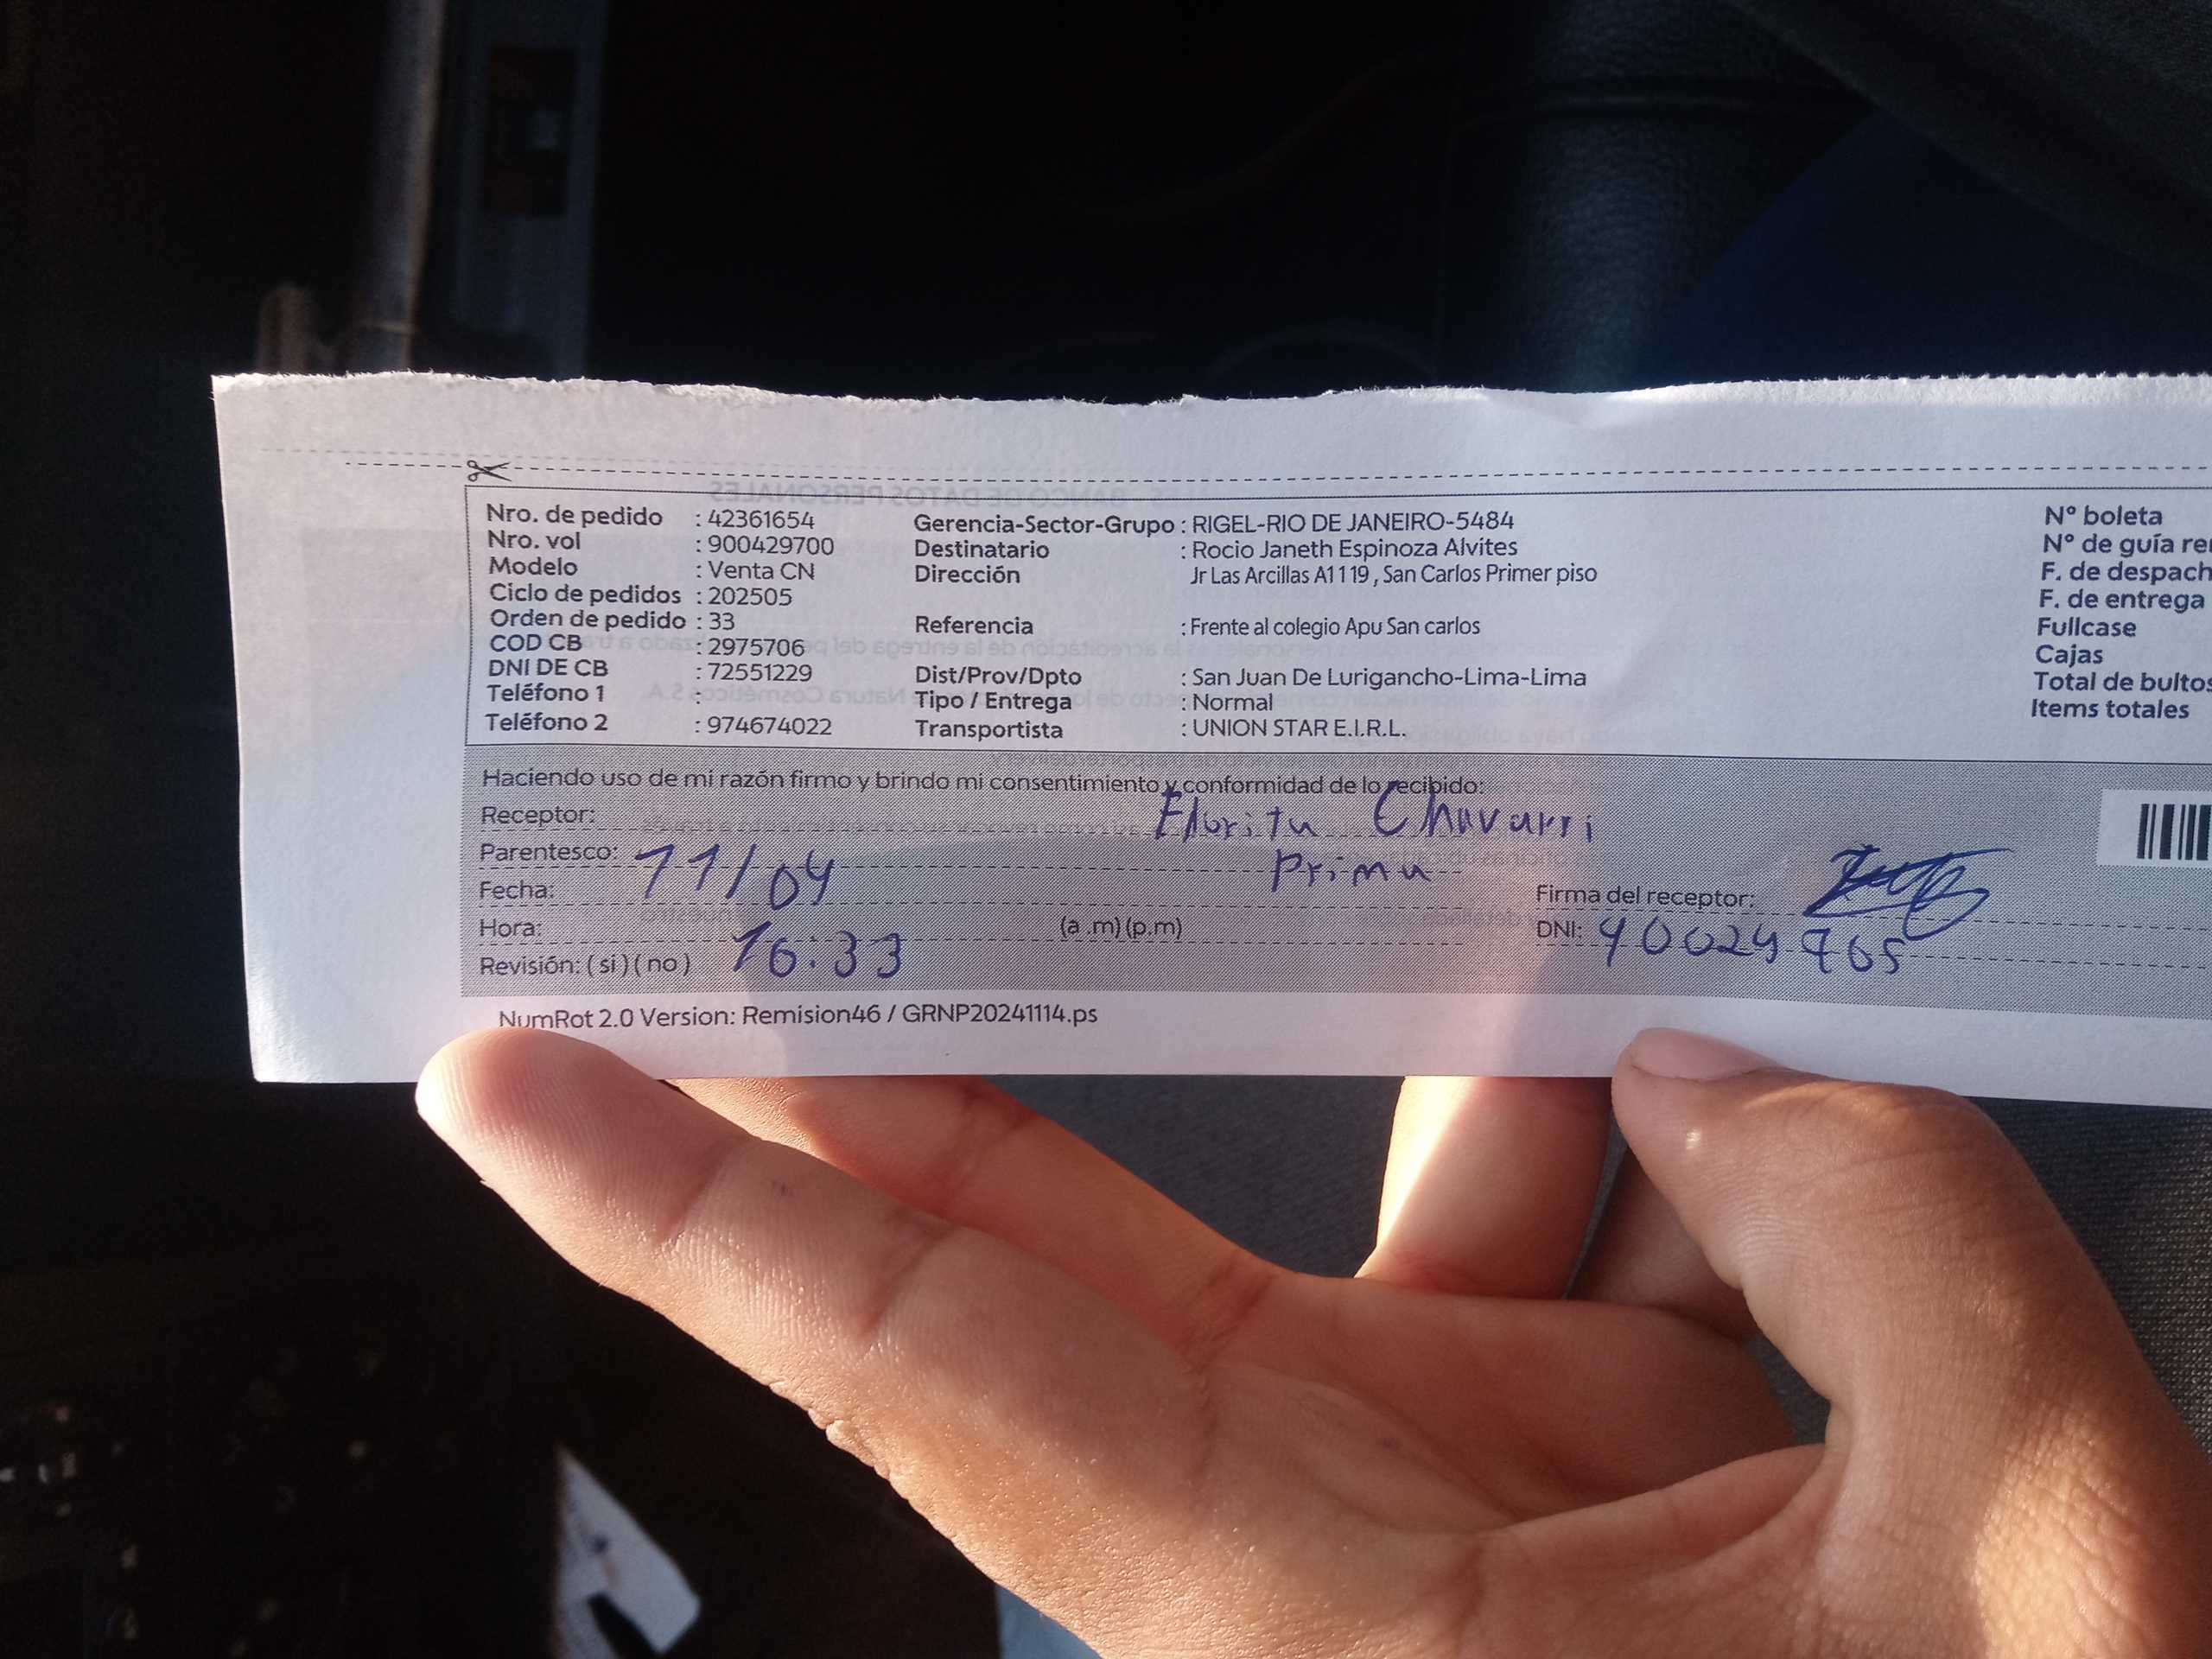 Nro. de pedido : 42361654 Gerencia-Sector-Grupo : RIGEL-RIO DE JANEIRO-5484 N° boleta
Nro. vol : 900429700 Destinatario : Rocio Janeth Espinoza Alvites N° de guía
Modelo : Venta CN Dirección Jr Las Arcillas A1 119 , San Carlos Primer piso F. de despach
Ciclo de pedidos : 202505 F. de entrega
Orden de pedido : 33 Referencia : Frente al colegio Apu San carlos Fullcase
COD CB : 2975706 Cajas
DNI DE CB : 72551229 Dist/Prov/Dpto : San Juan De Lurigancho-Lima-Lima Total de bultos
Teléfono 1 : Tipo / Entrega : Normal Items totales
Teléfono 2 : 974674022 Transportista : UNION STAR E.I.R.L.
Haciendo uso de mi razón firmo y brindo mi consentimiento y conformidad de lo recibido:
Receptor: Florita Chavarri
Parentesco: Prima
Fecha: 11/04 Firma del receptor:
Hora: (a .m) (p.m) DNI:
Revisión: ( si ) ( no ) 16:33
NumRot 2.0 Version: Remision46 / GRNP20241114.ps